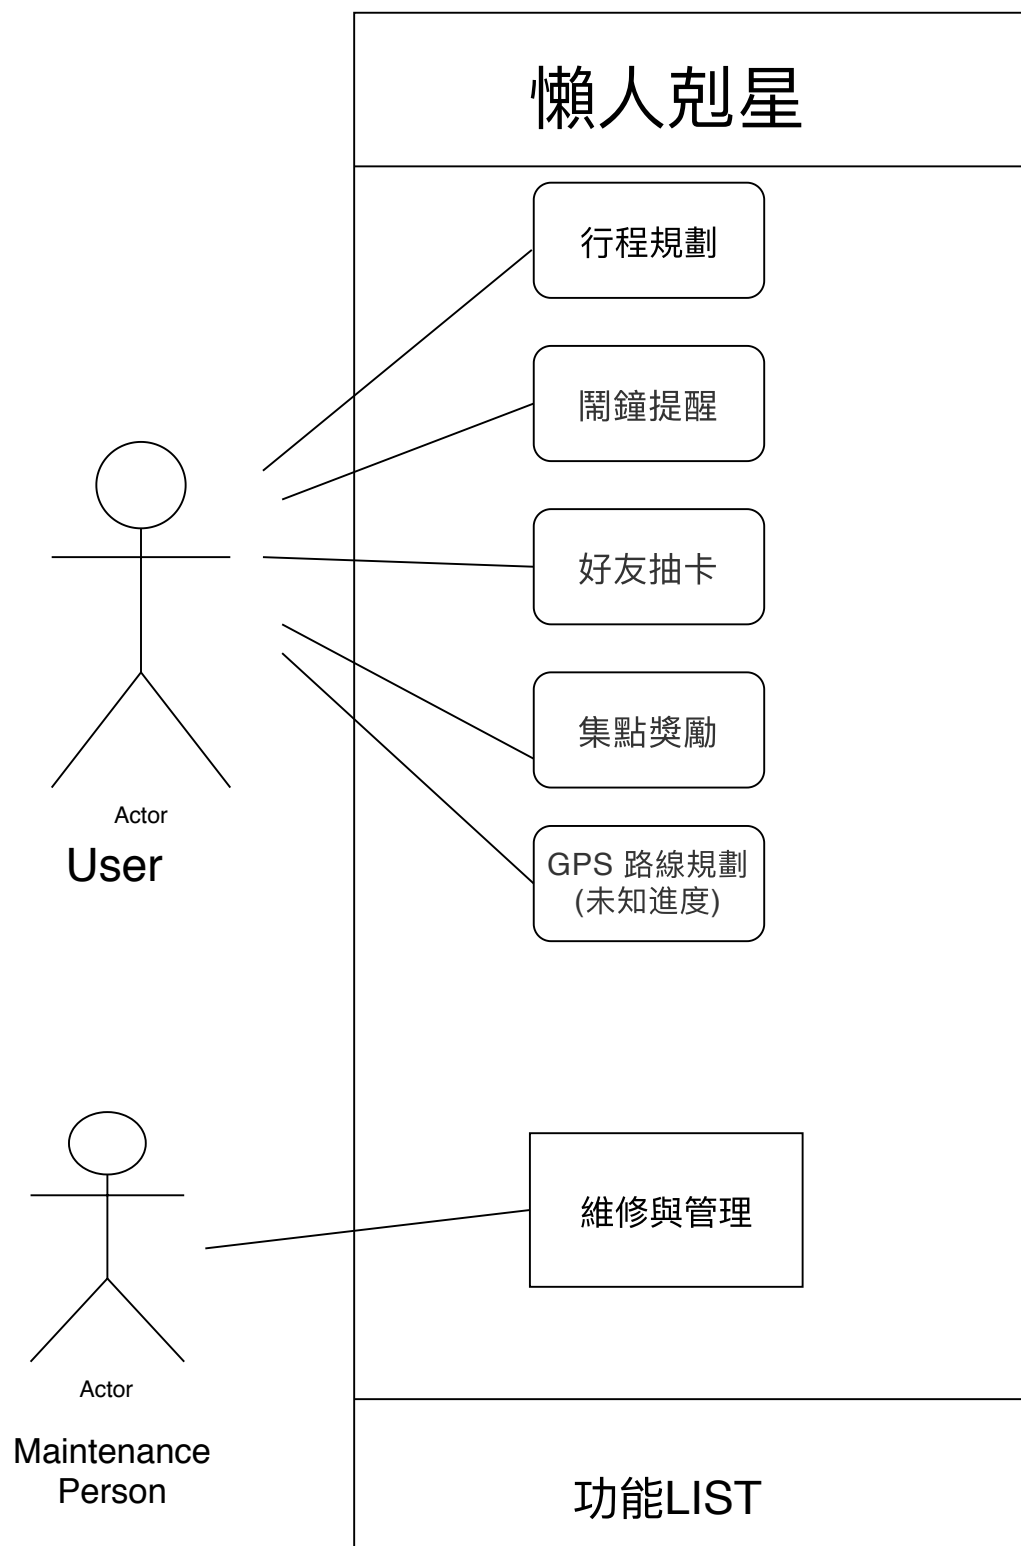 懶人剋星
行程規劃
鬧鐘提醒
好友抽卡
集點獎勵
GPS 路線規劃
(未知進度)
Actor
User
維修與管理
Actor
Maintenance
Person
功能LIST